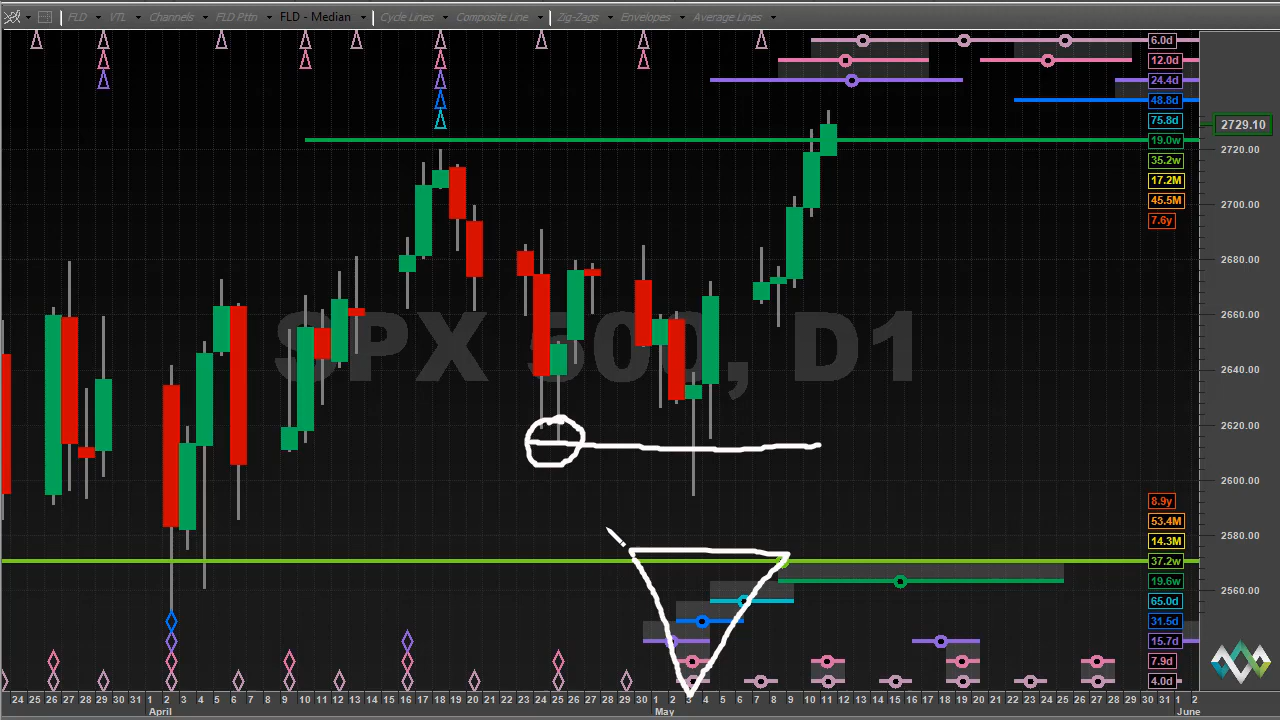 FLD VTL Channels FLD Pttn FLD - Median Cycle Lines Composite Line Zig-Zags Envelopes Average Lines
6.0d
12.0d
24.4d
48.8d
75.8d
19.0w
35.2w
17.2M
45.5M
7.6y
2729.10
2720.00
2700.00
2680.00
2660.00
2640.00
2620.00
2600.00
2580.00
2560.00
SPX 500, D1
8.9y
53.4M
14.3M
37.2w
19.6w
65.0d
31.5d
15.7d
7.9d
4.0d
24 25 26 27 28 29 30 31 1 2 3 4 5 6 7 8 9 10 11 12 13 14 15 16 17 18 19 20 21 22 23 24 25 26 27 28 29 30 1 2 3 4 5 6 7 8 9 10 11 12 13 14 15 16 17 18 19 20 21 22 23 24 25 26 27 28 29 30 31 1 2
April May June